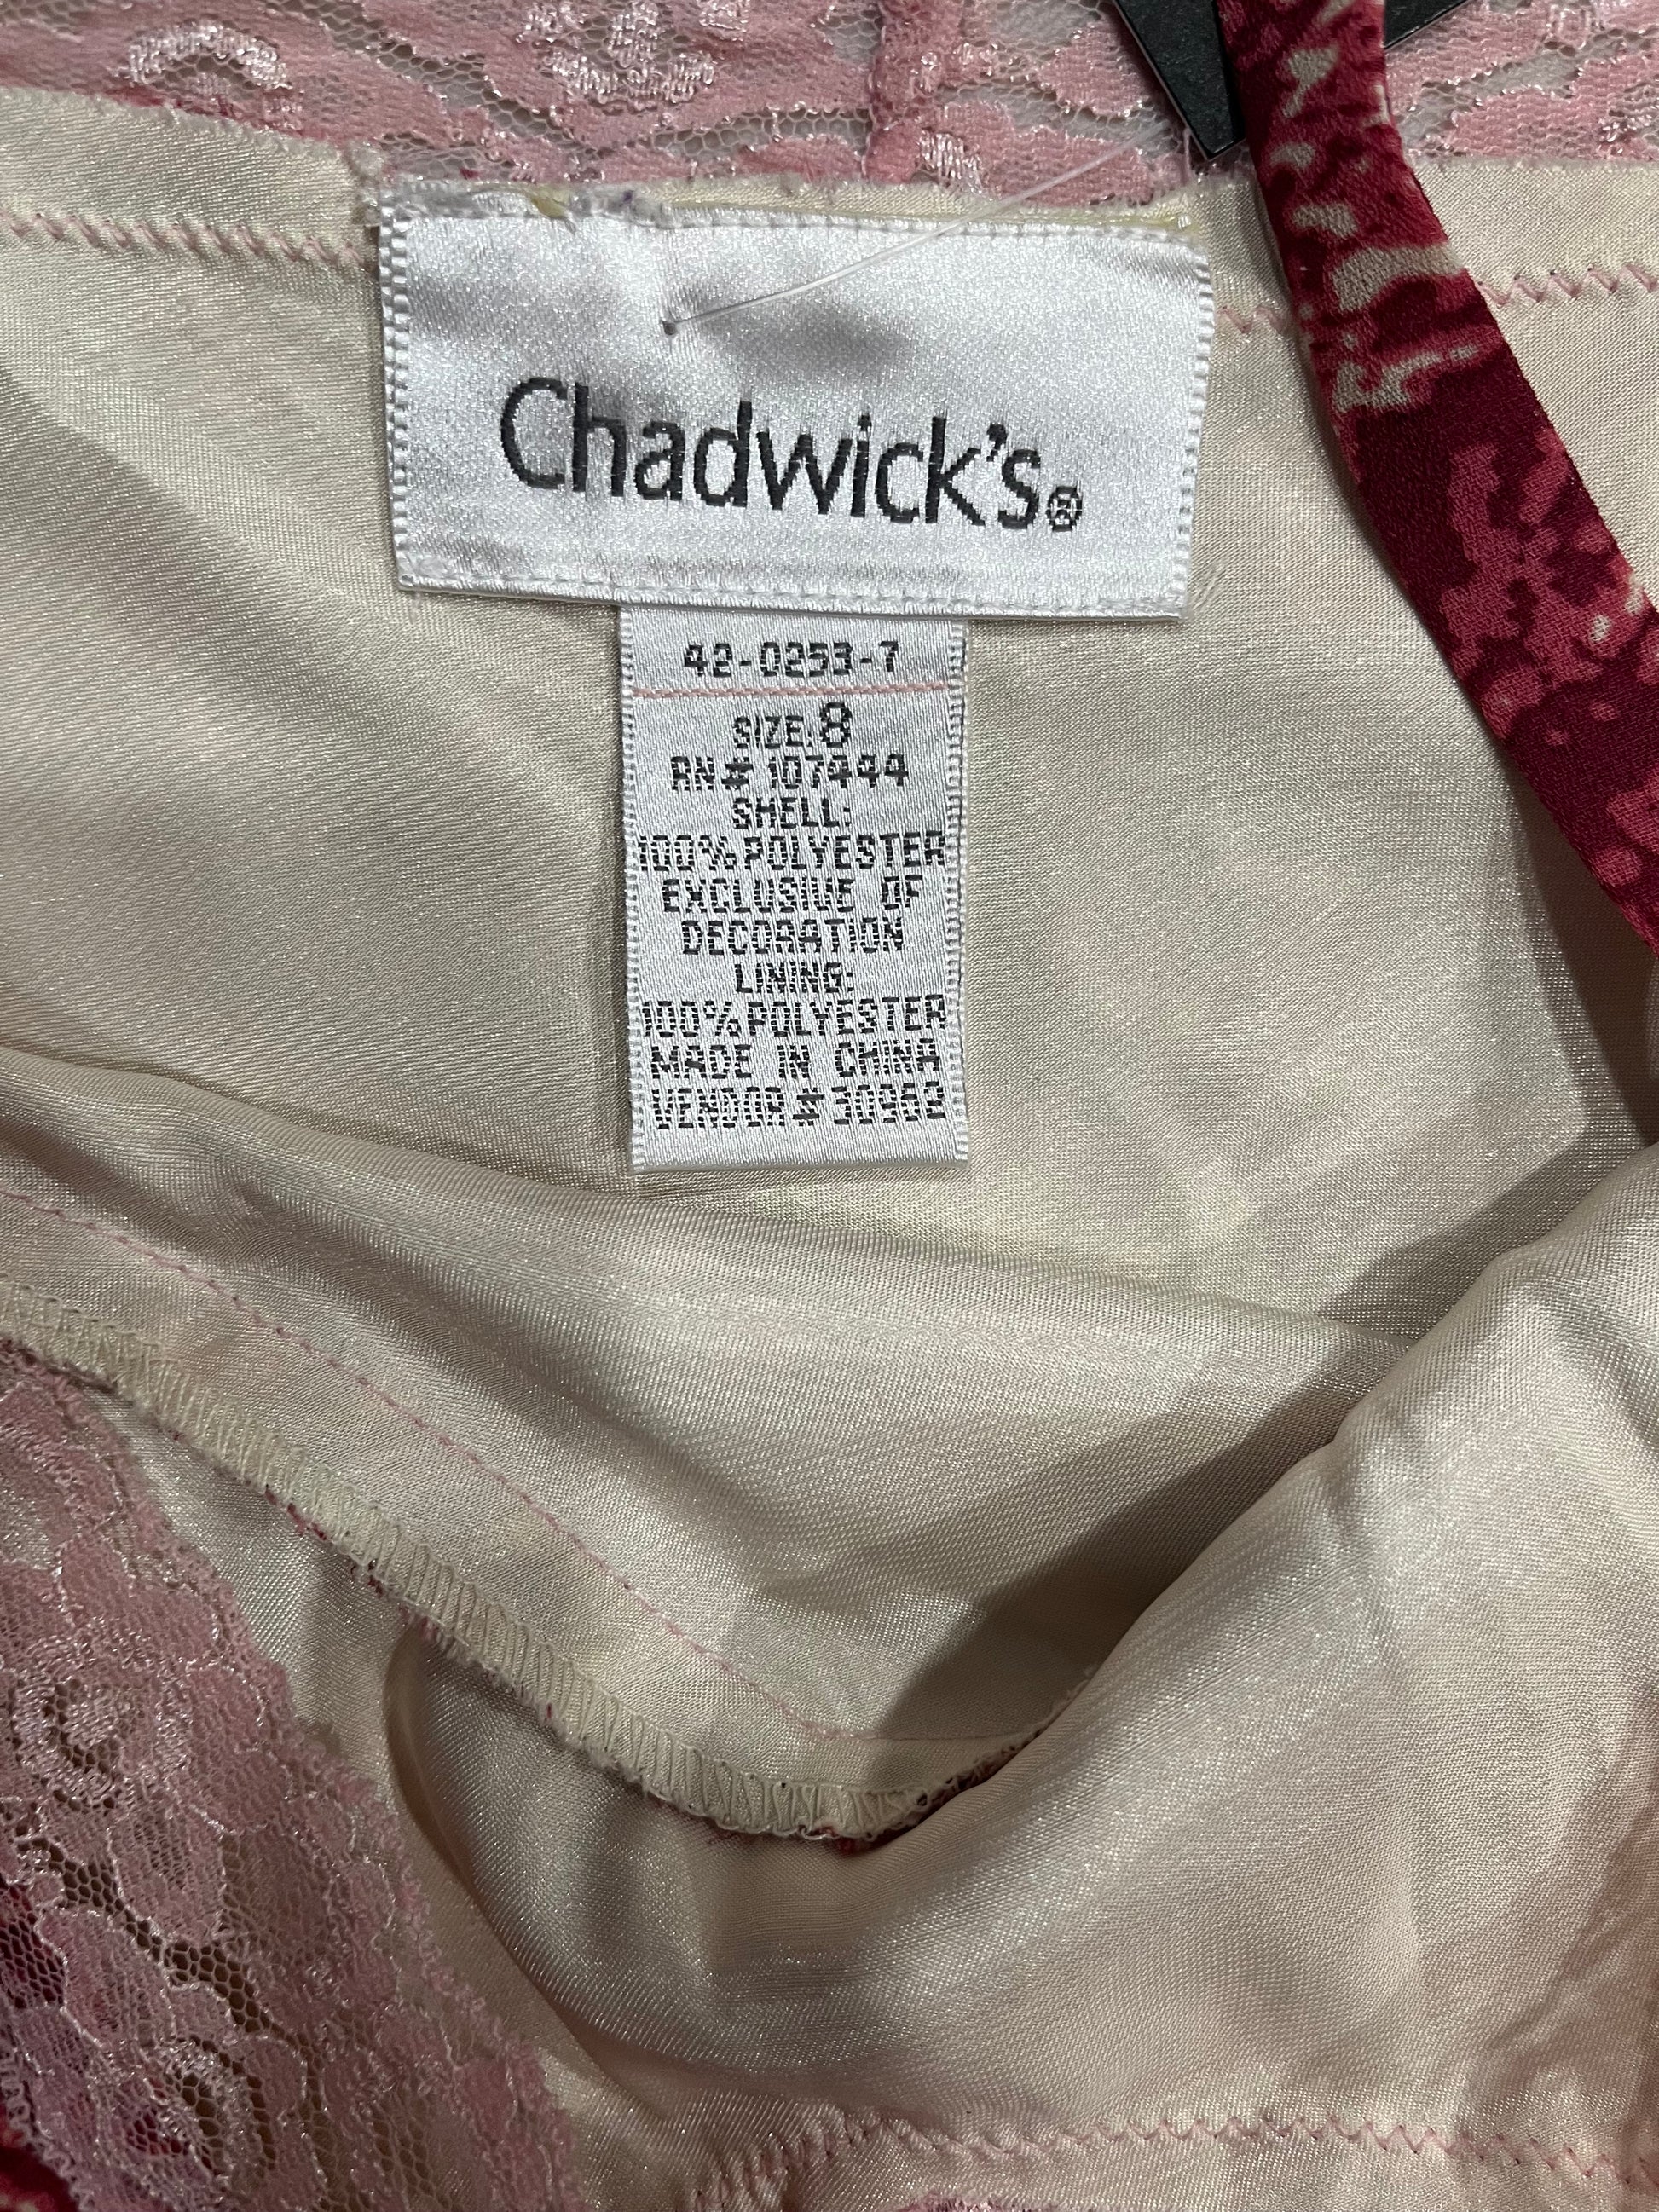 Chadwick's®
42-0253-7
SIZE:8
RN# 107444
SHELL:
100%POLYESTER
EXCLUSIVE OF
DECORATION
LINING:
100%POLYESTER
MADE IN CHINA
VENDOR# 30982